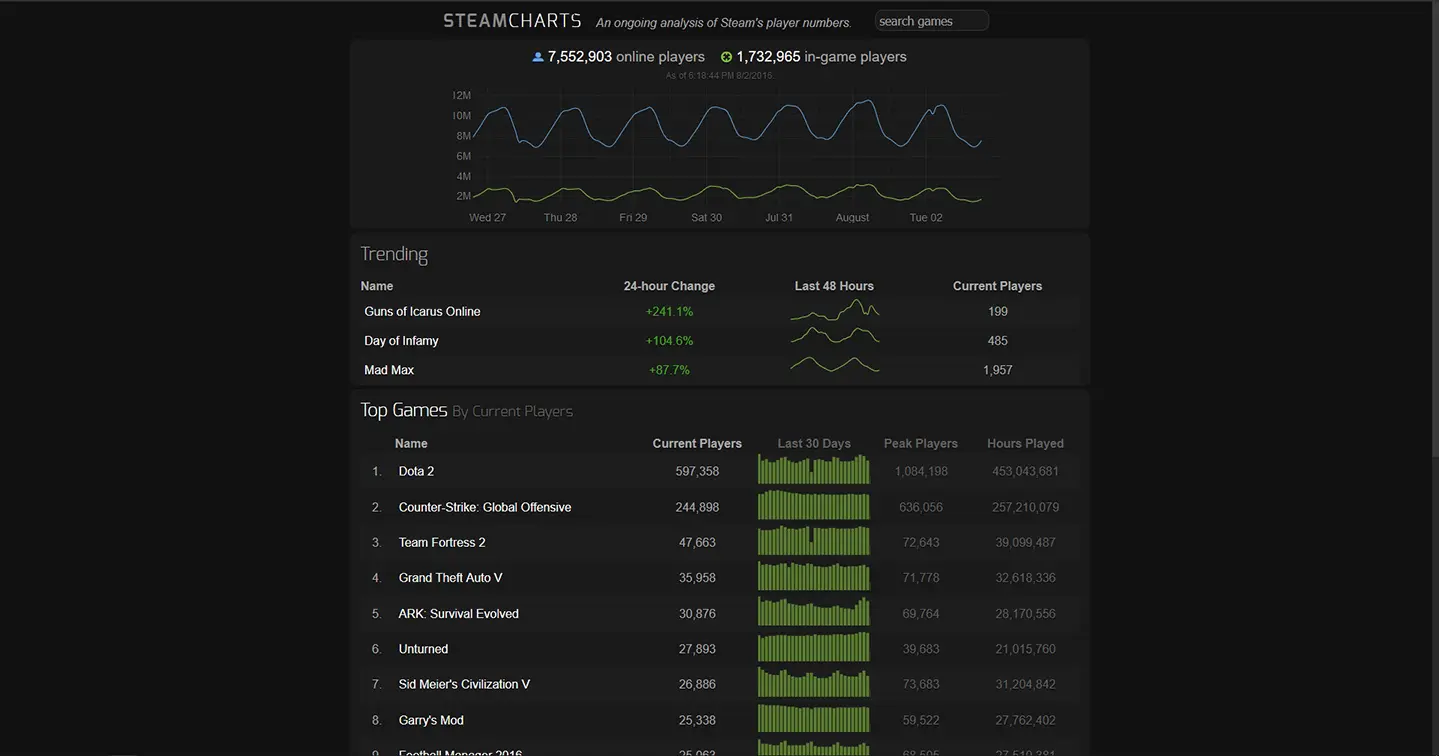 STEAMCHARTS An ongoing analysis of Steam's player numbers. search games
7,552,903 online players 1,732,965 in-game players
As of 6:18:44 PM 8/2/2016
12M
10M
8M
6M
4M
2M
Wed 27 Thu 28 Fri 29 Sat 30 Jul 31 August Tue 02
Trending
Name 24-hour Change Last 48 Hours Current Players
Guns of Icarus Online +241.1% 199
Day of Infamy +104.6% 485
Mad Max +87.7% 1,957
Top Games By Current Players
Name Current Players Last 30 Days Peak Players Hours Played
1. Dota 2 597,358 1,084,198 453,043,681
2. Counter-Strike: Global Offensive 244,898 636,056 257,210,079
3. Team Fortress 2 47,663 72,643 39,099,487
4. Grand Theft Auto V 35,958 71,778 32,618,336
5. ARK: Survival Evolved 30,876 69,764 28,170,556
6. Unturned 27,893 39,683 21,015,760
7. Sid Meier's Civilization V 26,886 73,683 31,204,842
8. Garry's Mod 25,338 59,522 27,762,402
9. Football Manager 2016 25,063 68,505